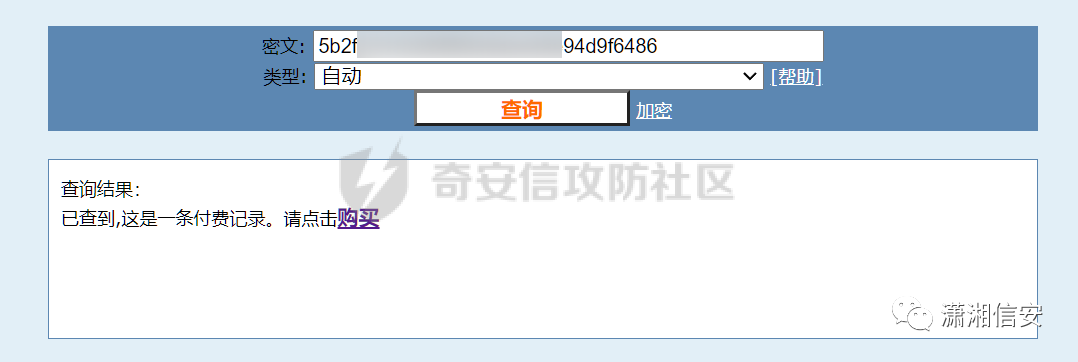 密文: 5b2f 94d9f6486
类型: 自动 [帮助]
查询 加密
奇安信攻防社区
查询结果：
已查到,这是一条付费记录。请点击购买
潇湘信安